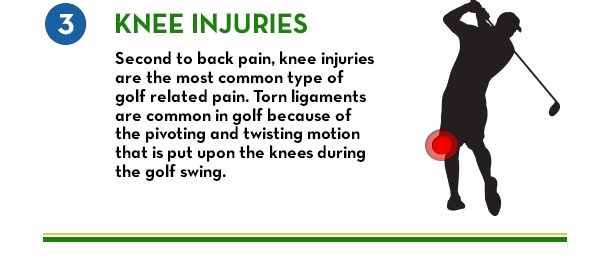 3
KNEE INJURIES
Second to back pain, knee injuries
are the most common type of
golf related pain. Torn ligaments
are common in golf because of
the pivoting and twisting motion
that is put upon the knees during
the golf swing.